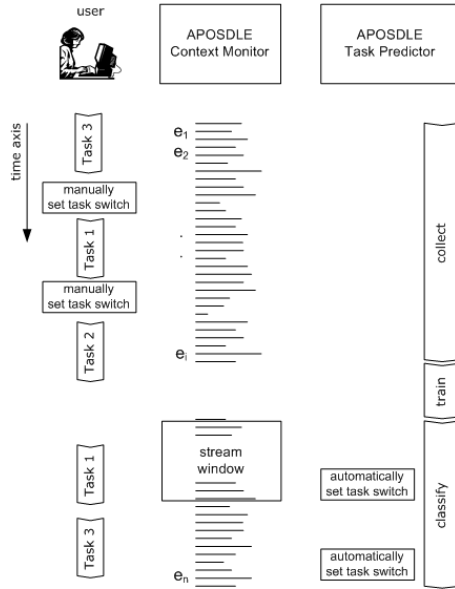 user
APOSDLE
Context Monitor
APOSDLE
Task Predictor
time axis
Task 3
manually
set task switch
Task 1
manually
set task switch
Task 2
e1
e2
.
.
ei
collect
train
Task 1
stream
window
automatically
set task switch
classify
Task 3
en
automatically
set task switch